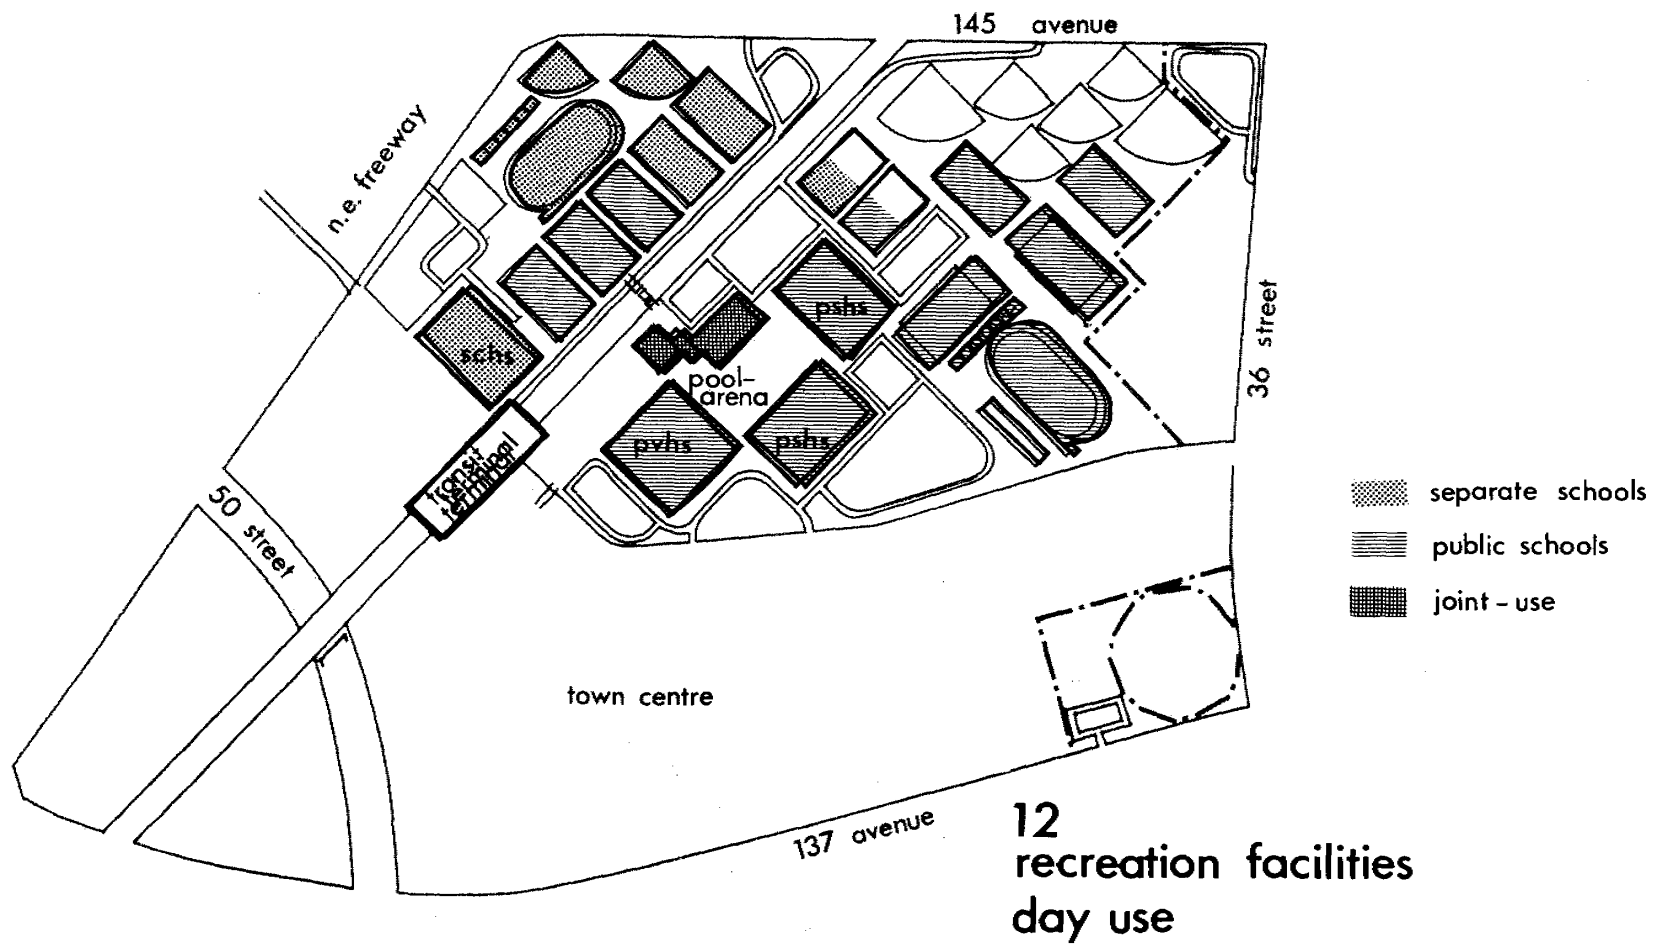 145 avenue
n.e. freeway
pshs
schs
36 street
pool-
arena
pvhs
pshs
transit
terminal
terminal
50 street
separate schools
public schools
joint-use
town centre
137 avenue
12
recreation facilities
day use